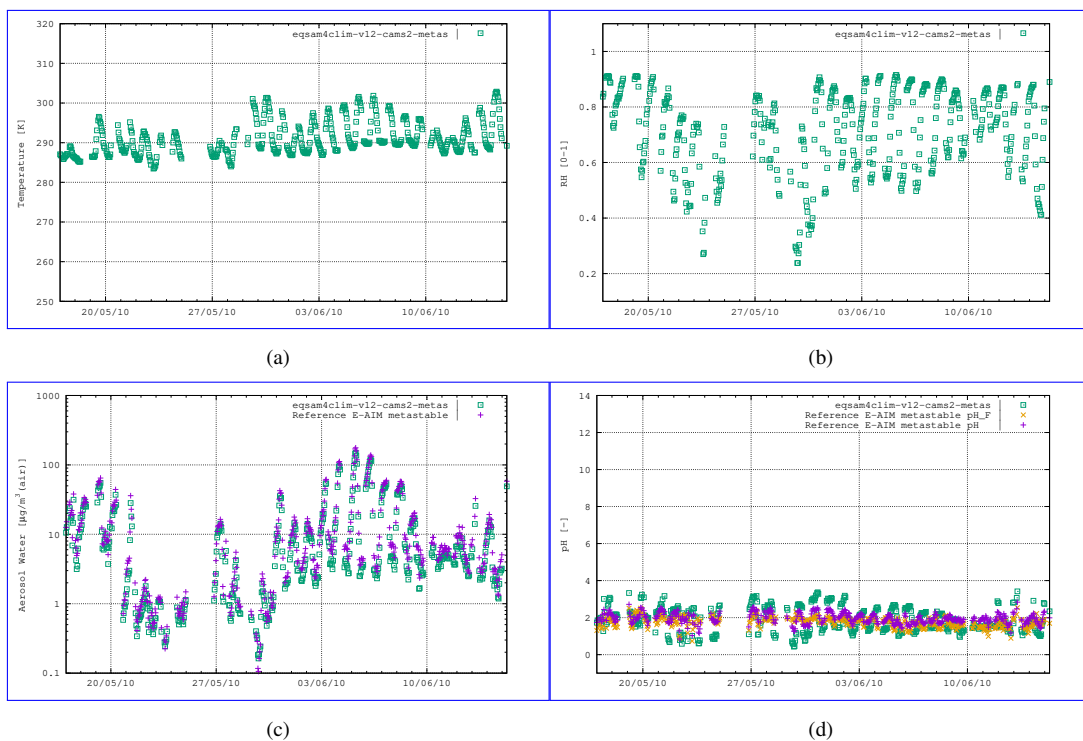 320
310
300
290
280
270
260
250
Temperature [K]
eqsam4clim-v12-cams2-metas |
20/05/10 27/05/10 03/06/10 10/06/10
(a)
1
0.8
0.6
0.4
0.2
RH [0-1]
eqsam4clim-v12-cams2-metas |
20/05/10 27/05/10 03/06/10 10/06/10
(b)
1000
100
10
1
0.1
Aerosol Water [μg/m³(air)]
eqsam4clim-v12-cams2-metas |
Reference E-AIM metastable |
20/05/10 27/05/10 03/06/10 10/06/10
(c)
14
12
10
8
6
4
2
0
pH [-]
eqsam4clim-v12-cams2-metas |
Reference E-AIM metastable pH_F |
Reference E-AIM metastable pH |
20/05/10 27/05/10 03/06/10 10/06/10
(d)